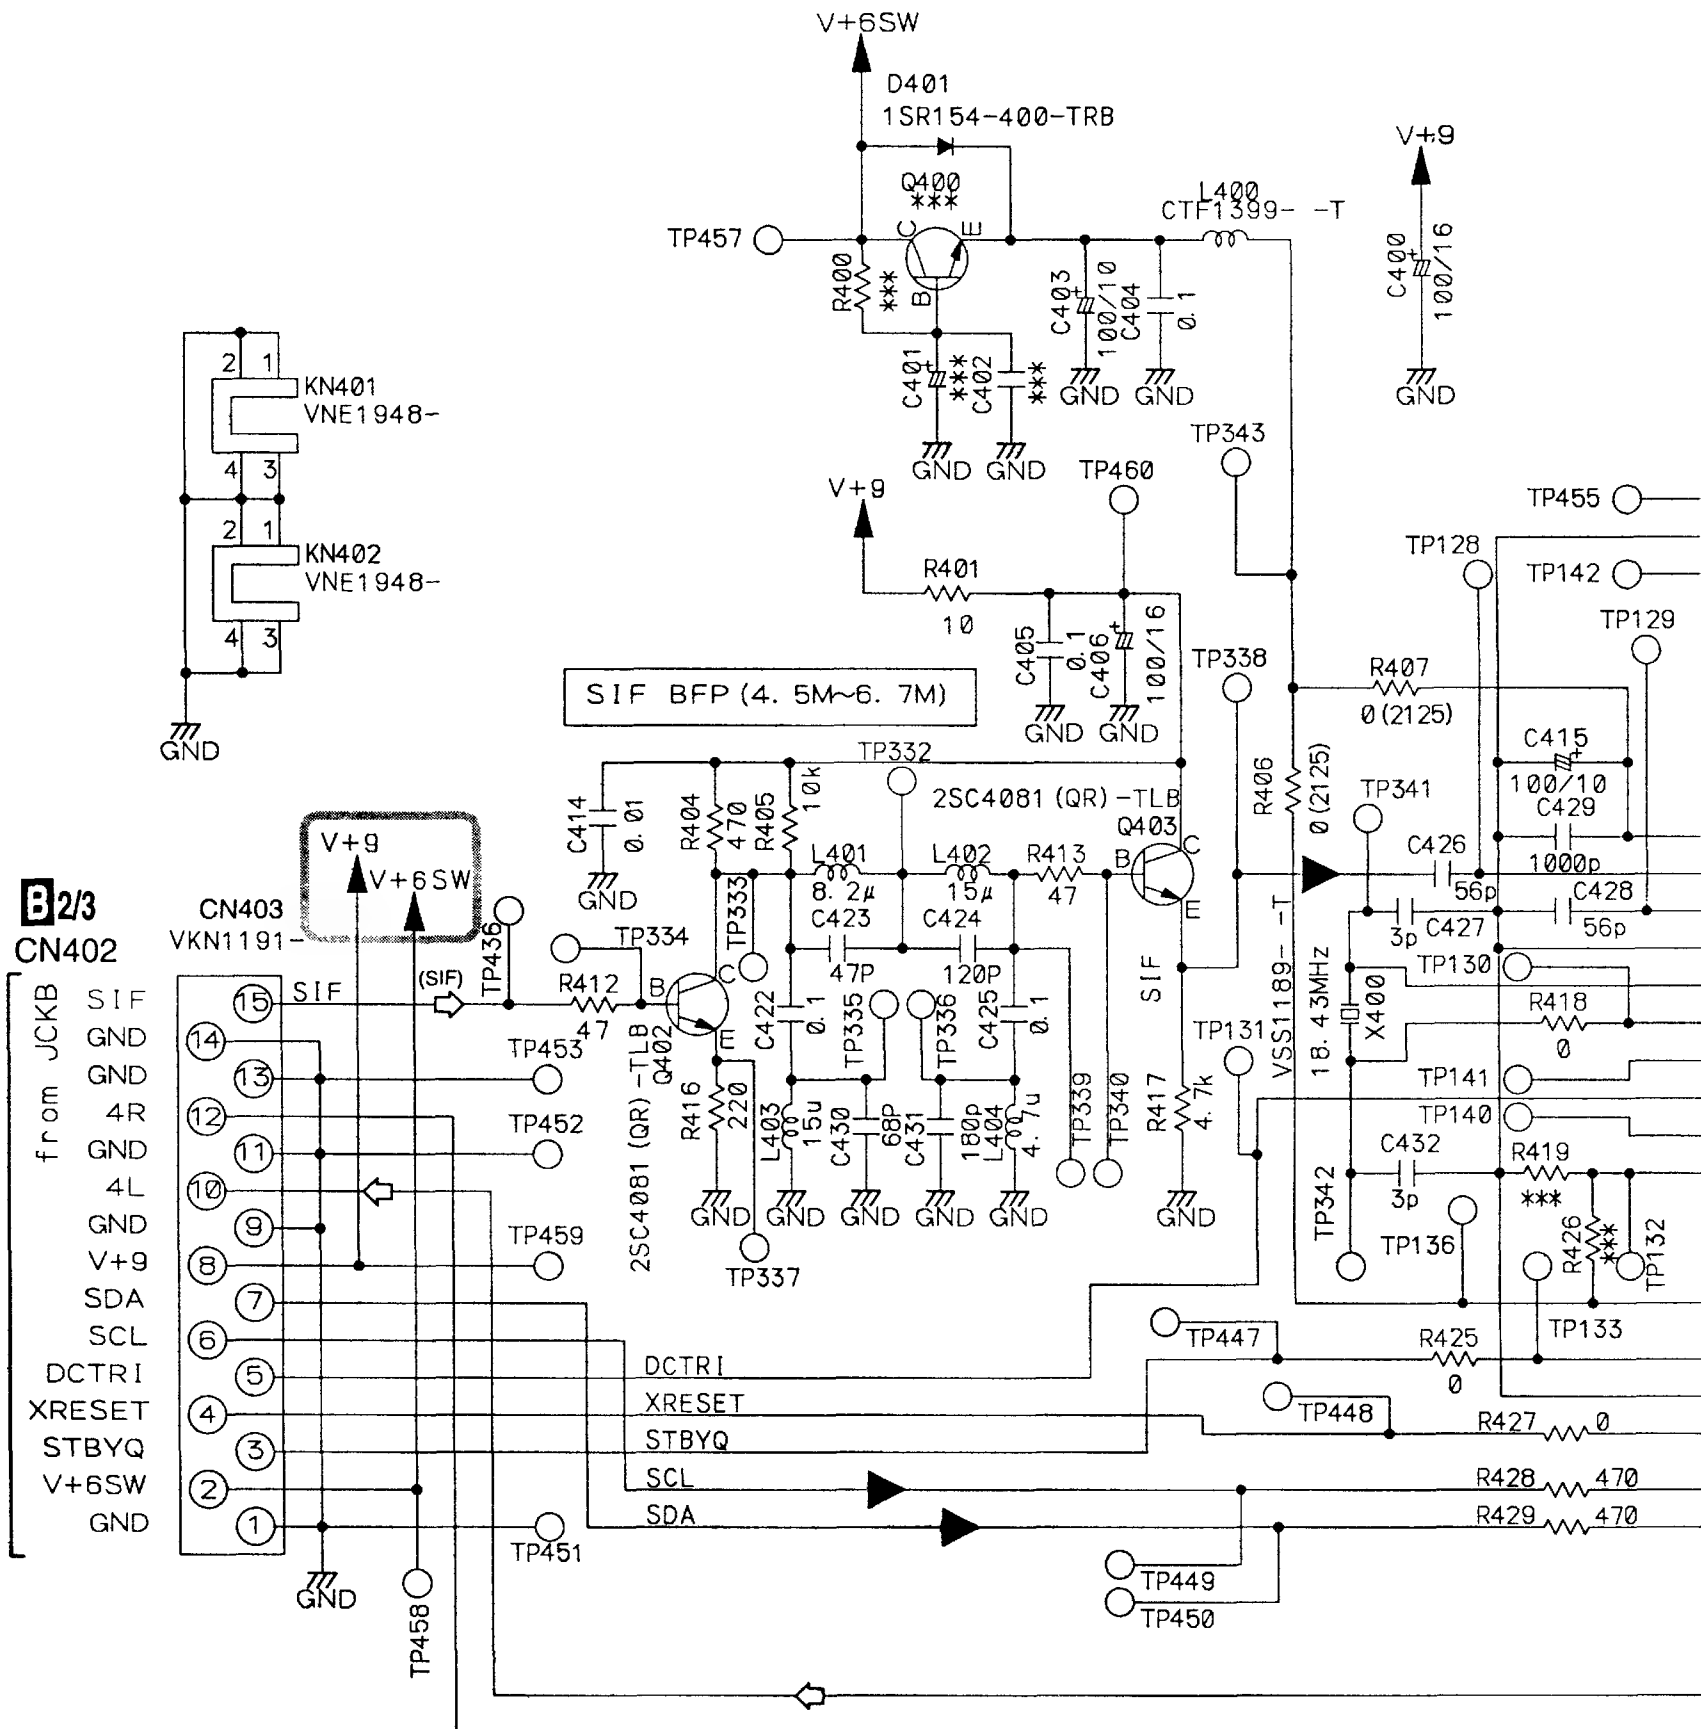 V+6SW
D401
1SR154-400-TRB
V+9
Q400
***
L400
CTF1399- -T
C
E
TP457
R400
***
B
C403
100/10
C404
0.1
C400
100/16
+
GND
C401
***
C402
***
GND
GND
GND
GND
2 1
KN401
VNE1948-
4 3
2 1
KN402
VNE1948-
4 3
GND
TP343
TP460
V+9
TP455
TP128
R401
10
TP142
C405
0.1
C406
100/16
TP129
TP338
R407
0(2125)
SIF BFP(4.5M~6.7M)
GND
GND
C415
100/10
TP332
C414
0.01
R404
470
R405
10k
2SC4081(QR)-TLB
Q403
R406
0(2125)
TP341
C429
1000p
V+9
V+6SW
L401
8.2μ
L402
15μ
R413
47
B
C
E
C426
56p
C428
56p
GND
B 2/3
CN402
CN403
VKN1191-
TP436
TP334
TP333
C423
47P
C424
120P
3p
C427
from JCKB
SIF
15
SIF
(SIF)
R412
47
B
C
E
Q402
2SC4081(QR)-TLB
C422
0.1
TP335
TP336
C425
0.1
SIF
TP130
R418
0
X400
18.43MHz
VSS1189- -T
GND
14
TP453
TP131
GND
13
TP141
4R
12
TP452
R416
220
L403
15u
C430
68P
C431
180p
L404
4.7u
TP339
TP340
R417
4.7k
TP140
GND
11
C432
3p
R419
***
4L
10
GND
GND
GND
GND
GND
GND
TP342
GND
9
TP459
TP136
R426
***
TP132
V+9
8
TP337
SDA
7
TP447
R425
0
TP133
SCL
6
DCTRI
5
DCTRI
TP448
XRESET
4
XRESET
R427
0
STBYQ
3
STBYQ
V+6SW
2
SCL
R428
470
GND
1
SDA
R429
470
TP451
GND
TP458
TP449
TP450